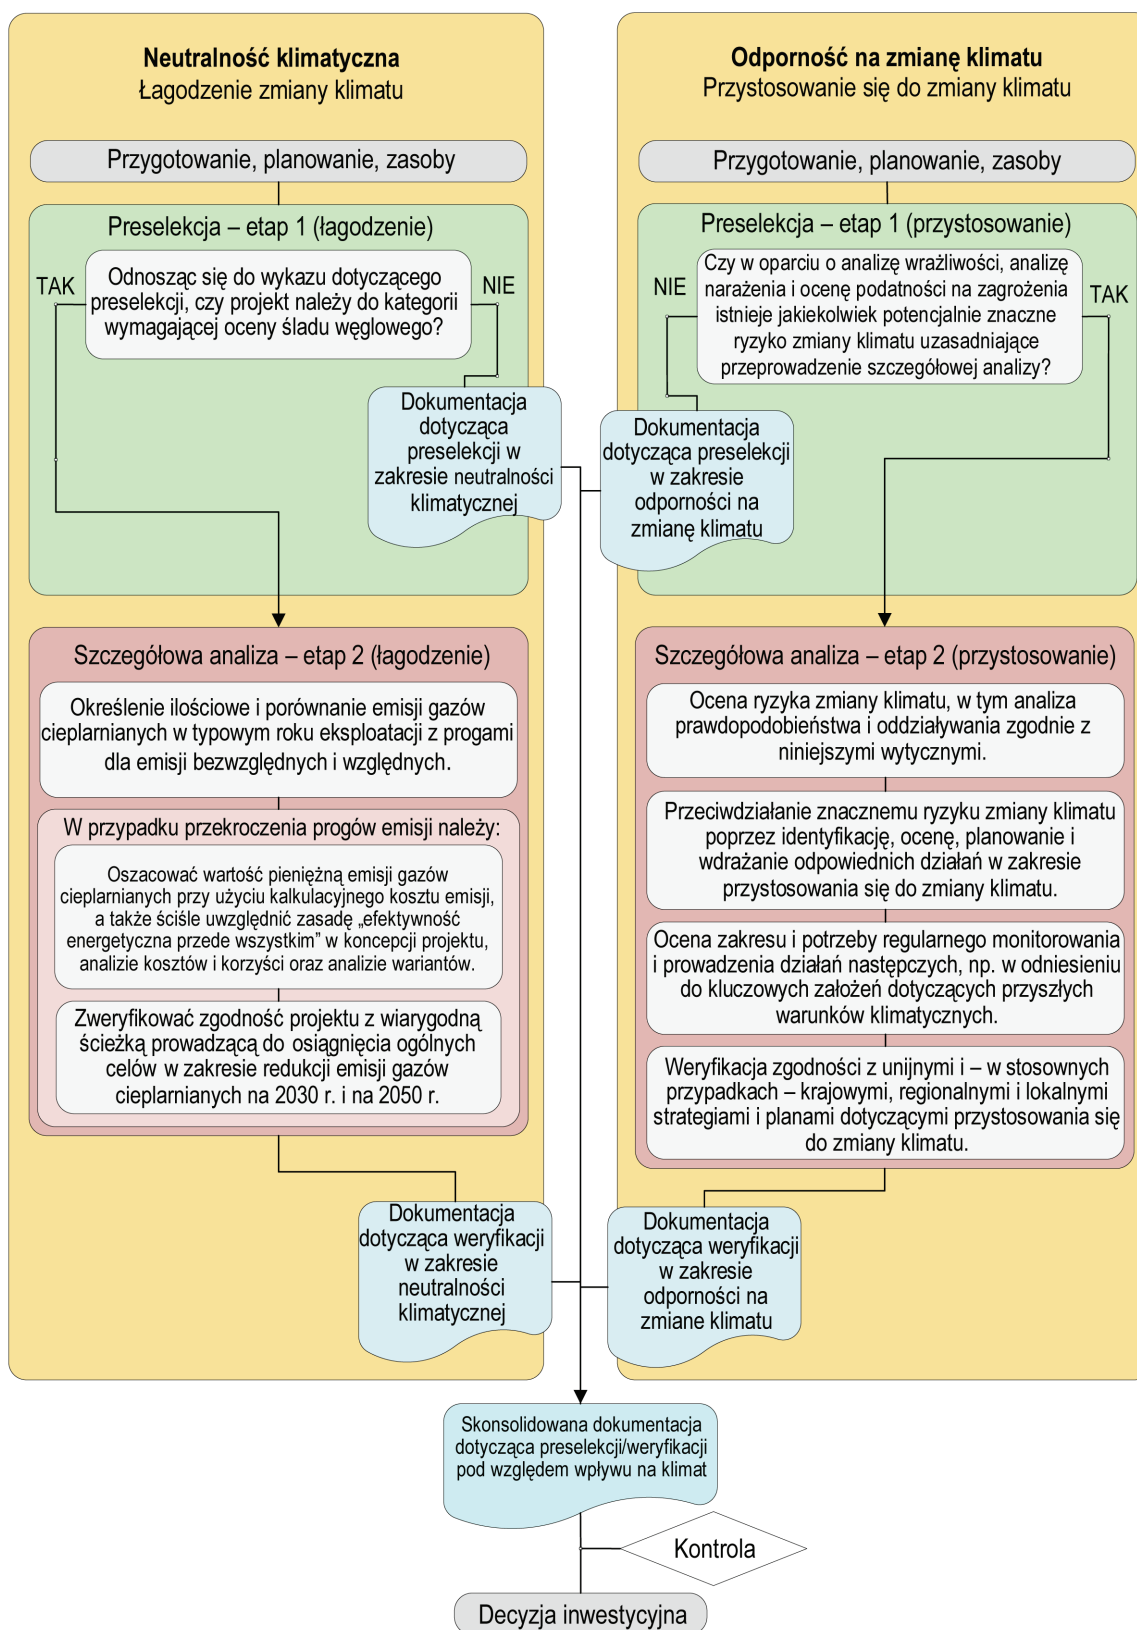 Neutralność klimatyczna
Łagodzenie zmiany klimatu
Przygotowanie, planowanie, zasoby
Preselekcja – etap 1 (łagodzenie)
TAK
Odnosząc się do wykazu dotyczącego
preselekcji, czy projekt należy do kategorii
wymagającej oceny śladu węglowego?
NIE
Dokumentacja
dotycząca
preselekcji w
zakresie neutralności
klimatycznej
Szczegółowa analiza – etap 2 (łagodzenie)
Określenie ilościowe i porównanie emisji gazów
cieplarnianych w typowym roku eksploatacji z progami
dla emisji bezwzględnych i względnych.
W przypadku przekroczenia progów emisji należy:
Oszacować wartość pieniężną emisji gazów
cieplarnianych przy użyciu kalkulacyjnego kosztu emisji,
a także ściśle uwzględnić zasadę „efektywność
energetyczna przede wszystkim” w koncepcji projektu,
analizie kosztów i korzyści oraz analizie wariantów.
Zweryfikować zgodność projektu z wiarygodną
ścieżką prowadzącą do osiągnięcia ogólnych
celów w zakresie redukcji emisji gazów
cieplarnianych na 2030 r. i na 2050 r.
Dokumentacja
dotycząca weryfikacji
w zakresie
neutralności
klimatycznej
Odporność na zmianę klimatu
Przystosowanie się do zmiany klimatu
Przygotowanie, planowanie, zasoby
Preselekcja – etap 1 (przystosowanie)
NIE
Czy w oparciu o analizę wrażliwości, analizę
narażenia i ocenę podatności na zagrożenia
istnieje jakiekolwiek potencjalnie znaczne
ryzyko zmiany klimatu uzasadniające
przeprowadzenie szczegółowej analizy?
TAK
Dokumentacja
dotycząca preselekcji
w zakresie
odporności na
zmianę klimatu
Szczegółowa analiza – etap 2 (przystosowanie)
Ocena ryzyka zmiany klimatu, w tym analiza
prawdopodobieństwa i oddziaływania zgodnie z
niniejszymi wytycznymi.
Przeciwdziałanie znacznemu ryzyku zmiany klimatu
poprzez identyfikację, ocenę, planowanie i
wdrażanie odpowiednich działań w zakresie
przystosowania się do zmiany klimatu.
Ocena zakresu i potrzeby regularnego monitorowania
i prowadzenia działań następczych, np. w odniesieniu
do kluczowych założeń dotyczących przyszłych
warunków klimatycznych.
Weryfikacja zgodności z unijnymi i – w stosownych
przypadkach – krajowymi, regionalnymi i lokalnymi
strategiami i planami dotyczącymi przystosowania się
do zmiany klimatu.
Dokumentacja
dotycząca weryfikacji
w zakresie
odporności na
zmiane klimatu
Skonsolidowana dokumentacja
dotycząca preselekcji/weryfikacji
pod względem wpływu na klimat
Kontrola
Decyzja inwestycyjna